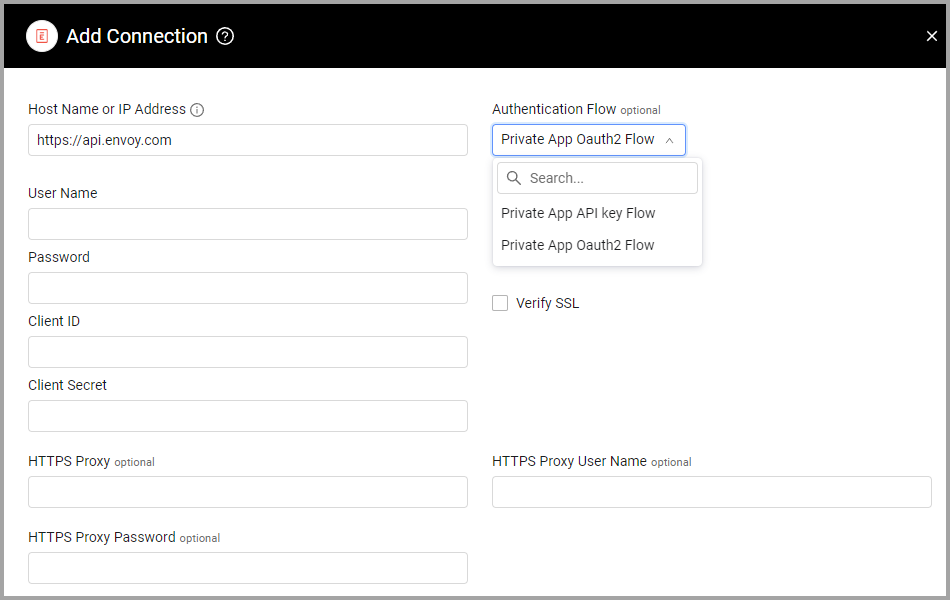 Add Connection ?
Host Name or IP Address
https://api.envoy.com
Authentication Flow optional
Private App Oauth2 Flow
Search...
Private App API key Flow
Private App Oauth2 Flow
User Name
Password
Verify SSL
Client ID
Client Secret
HTTPS Proxy optional
HTTPS Proxy User Name optional
HTTPS Proxy Password optional